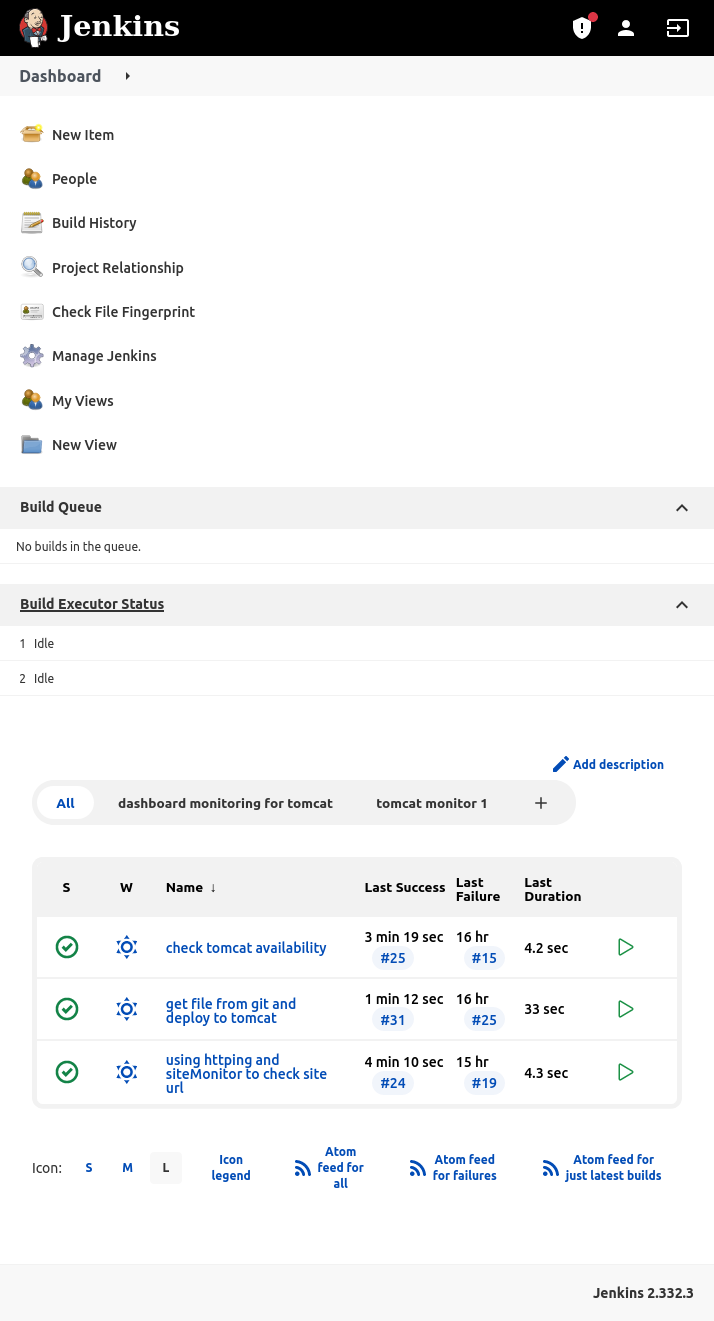 Jenkins
Dashboard
New Item
People
Build History
Project Relationship
Check File Fingerprint
Manage Jenkins
My Views
New View
Build Queue
No builds in the queue.
Build Executor Status
1 Idle
2 Idle
Add description
All dashboard monitoring for tomcat tomcat monitor 1 +
S W Name ↓ Last Success Last Failure Last Duration
check tomcat availability 3 min 19 sec #25 16 hr #15 4.2 sec
get file from git and deploy to tomcat 1 min 12 sec #31 16 hr #25 33 sec
using httping and siteMonitor to check site url 4 min 10 sec #24 15 hr #19 4.3 sec
Icon: S M L Icon legend Atom feed for all Atom feed for failures Atom feed for just latest builds
Jenkins 2.332.3